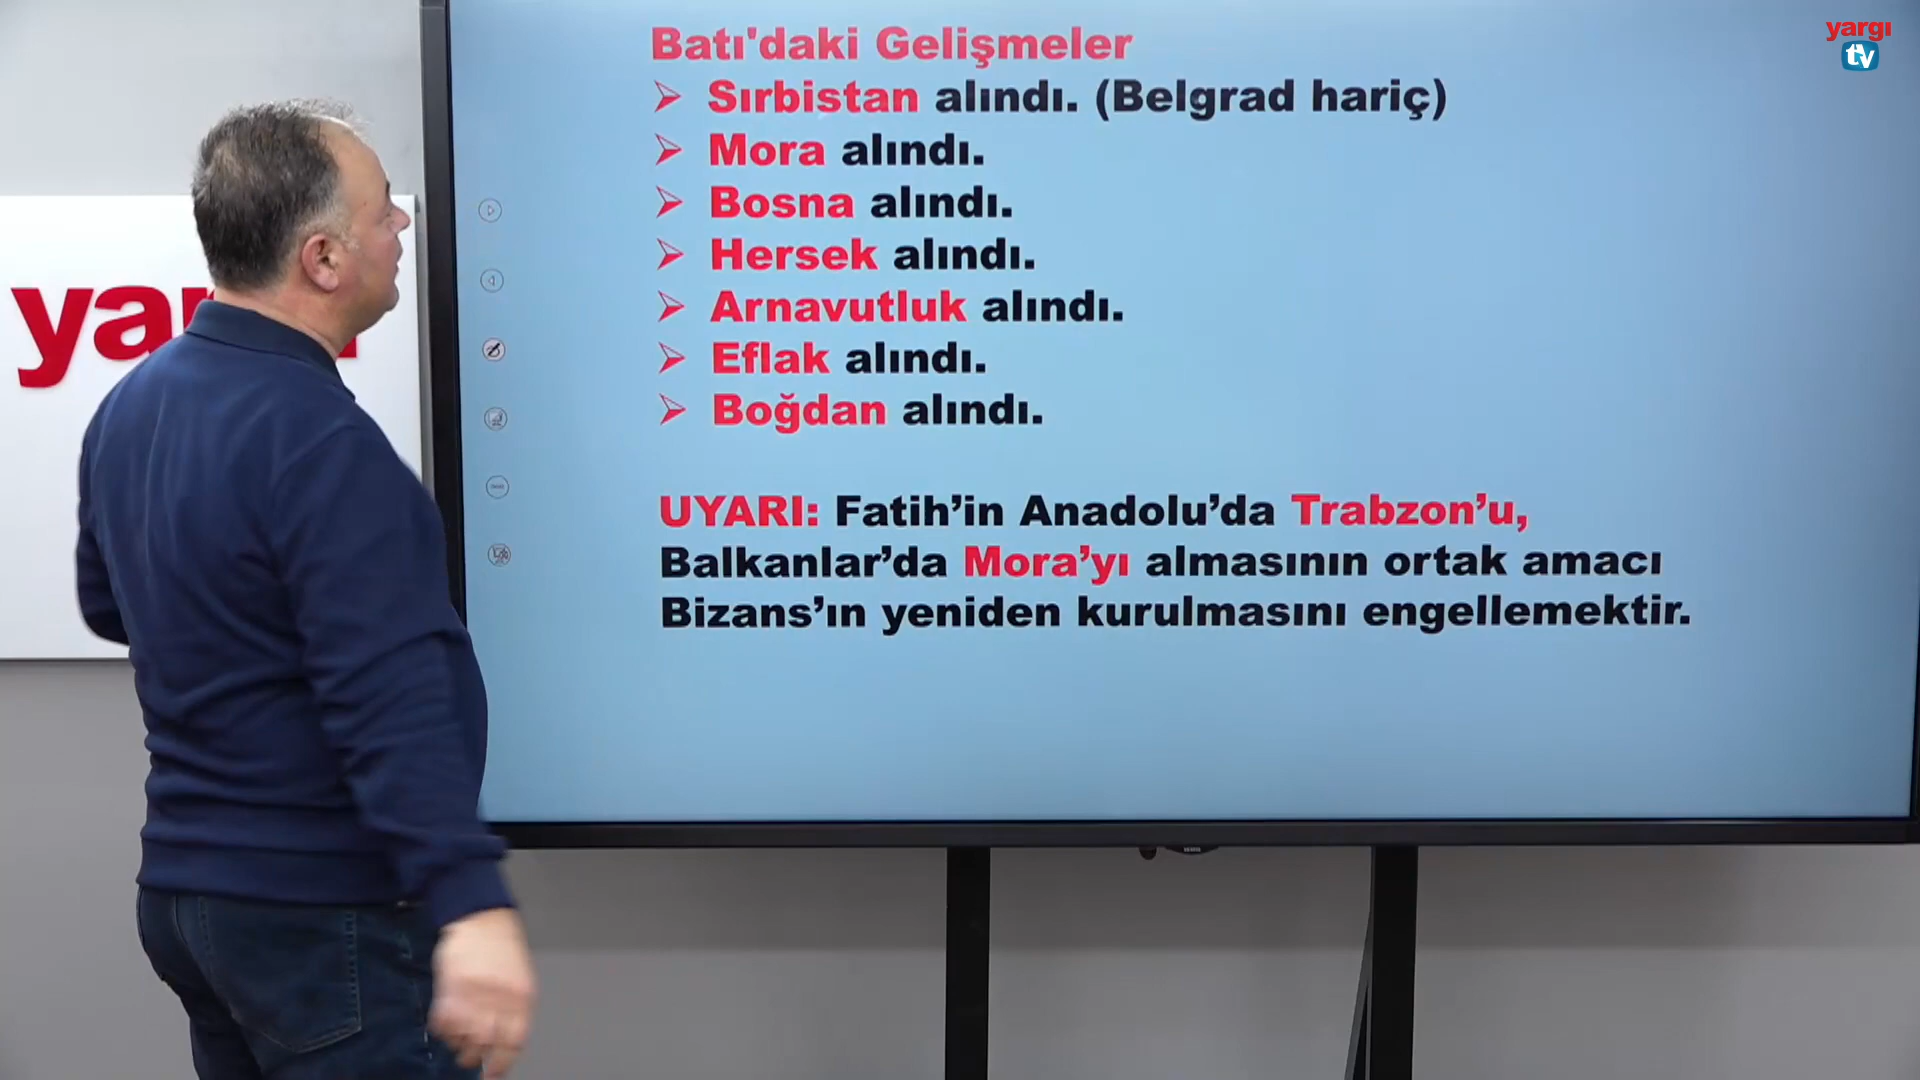 Batı'daki Gelişmeler
➢ Sırbistan alındı. (Belgrad hariç)
➢ Mora alındı.
➢ Bosna alındı.
➢ Hersek alındı.
➢ Arnavutluk alındı.
➢ Eflak alındı.
➢ Boğdan alındı.
UYARI: Fatih’in Anadolu’da Trabzon’u,
Balkanlar’da Mora’yı almasının ortak amacı
Bizans’ın yeniden kurulmasını engellemektir.
yargı
tv